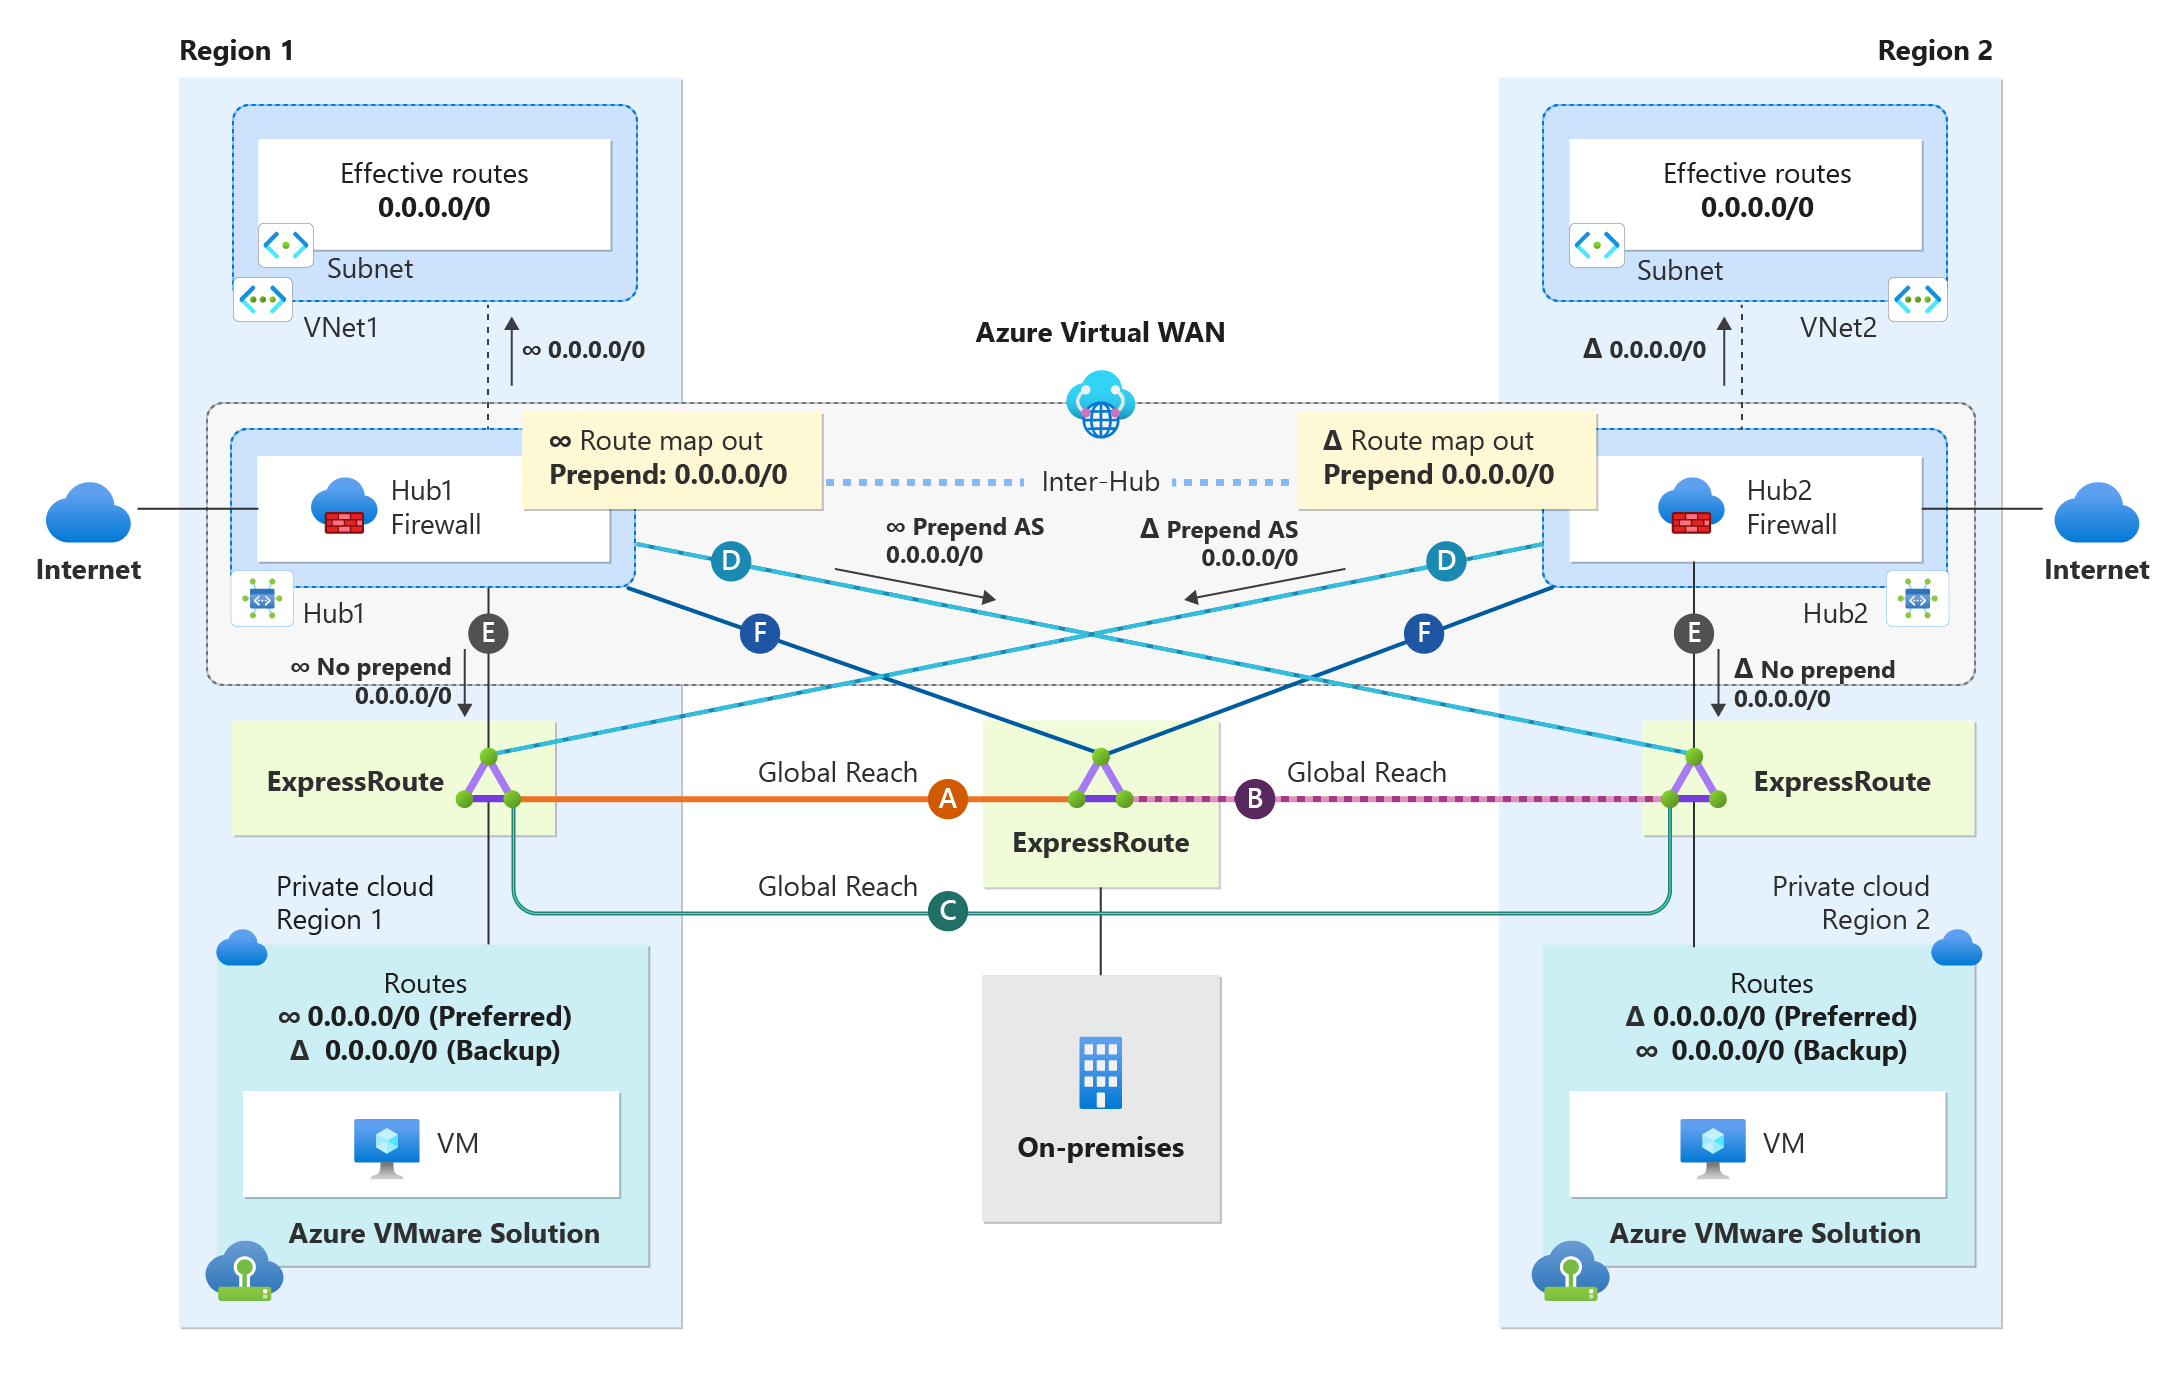 Region 1
Region 2
Effective routes
0.0.0.0/0
Subnet
VNet1
∞ 0.0.0.0/0
Effective routes
0.0.0.0/0
Subnet
VNet2
Δ 0.0.0.0/0
Azure Virtual WAN
∞ Route map out
Prepend: 0.0.0.0/0
Inter-Hub
Δ Route map out
Prepend 0.0.0.0/0
Hub1
Firewall
Hub2
Firewall
Internet
Internet
∞ Prepend AS
0.0.0.0/0
Δ Prepend AS
0.0.0.0/0
D
D
Hub1
Hub2
E
F
F
E
∞ No prepend
0.0.0.0/0
Δ No prepend
0.0.0.0/0
ExpressRoute
Global Reach
A
ExpressRoute
Global Reach
B
ExpressRoute
Global Reach
C
Private cloud
Region 1
Private cloud
Region 2
Routes
∞ 0.0.0.0/0 (Preferred)
Δ 0.0.0.0/0 (Backup)
VM
Azure VMware Solution
On-premises
Routes
Δ 0.0.0.0/0 (Preferred)
∞ 0.0.0.0/0 (Backup)
VM
Azure VMware Solution